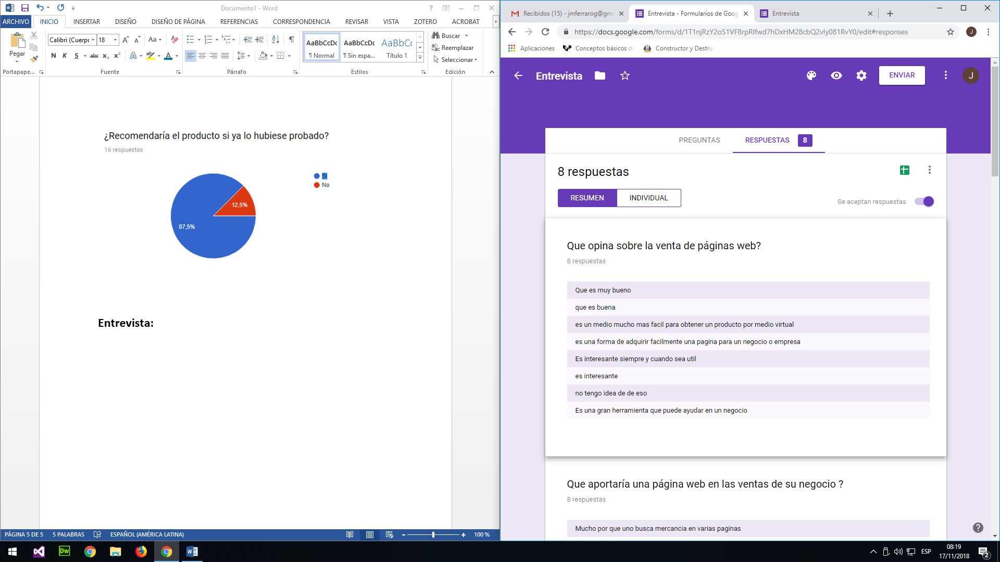 Documento1 - Word
ARCHIVO INICIO INSERTAR DISEÑO DISEÑO DE PÁGINA REFERENCIAS CORRESPONDENCIA REVISAR VISTA ZOTERO ACROBAT
Pegar
Calibri (Cuerpo 18
Aa
N K S abc x₂ x²
AaBbCcDc AaBbCcDc AaBbCc
¶ Normal ¶ Sin espa... Título 1
Buscar
Reemplazar
Seleccionar
Portapape... Fuente Párrafo Estilos Edición
¿Recomendaría el producto si ya lo hubiese probado?
16 respuestas
Si
No
12,5%
87,5%
Entrevista:
PÁGINA 5 DE 5 5 PALABRAS ESPAÑOL (AMÉRICA LATINA) 100 %
Recibidos (15) - jmferrarog@gma
Entrevista - Formularios de Goog
Entrevista
https://docs.google.com/forms/d/1T1njRzY2oS1VF8rpRlfwd7hDxHM28cbQ2vly081RvY0/edit#responses
J
Aplicaciones Conceptos básicos de Constructor y Destru
Entrevista
ENVIAR
J
PREGUNTAS RESPUESTAS 8
8 respuestas
RESUMEN INDIVIDUAL
Se aceptan respuestas
Que opina sobre la venta de páginas web?
8 respuestas
Que es muy bueno
que es buena
es un medio mucho mas facil para obtener un producto por medio virtual
es una forma de adquirir facilmente una pagina para un negocio o empresa
Es interesante siempre y cuando sea util
es interesante
no tengo idea de de eso
Es una gran herramienta que puede ayudar en un negocio
Que aportaría una página web en las ventas de su negocio ?
8 respuestas
Mucho por que uno busca mercancia en varias paginas
Dw
ESP
08:19
17/11/2018
2